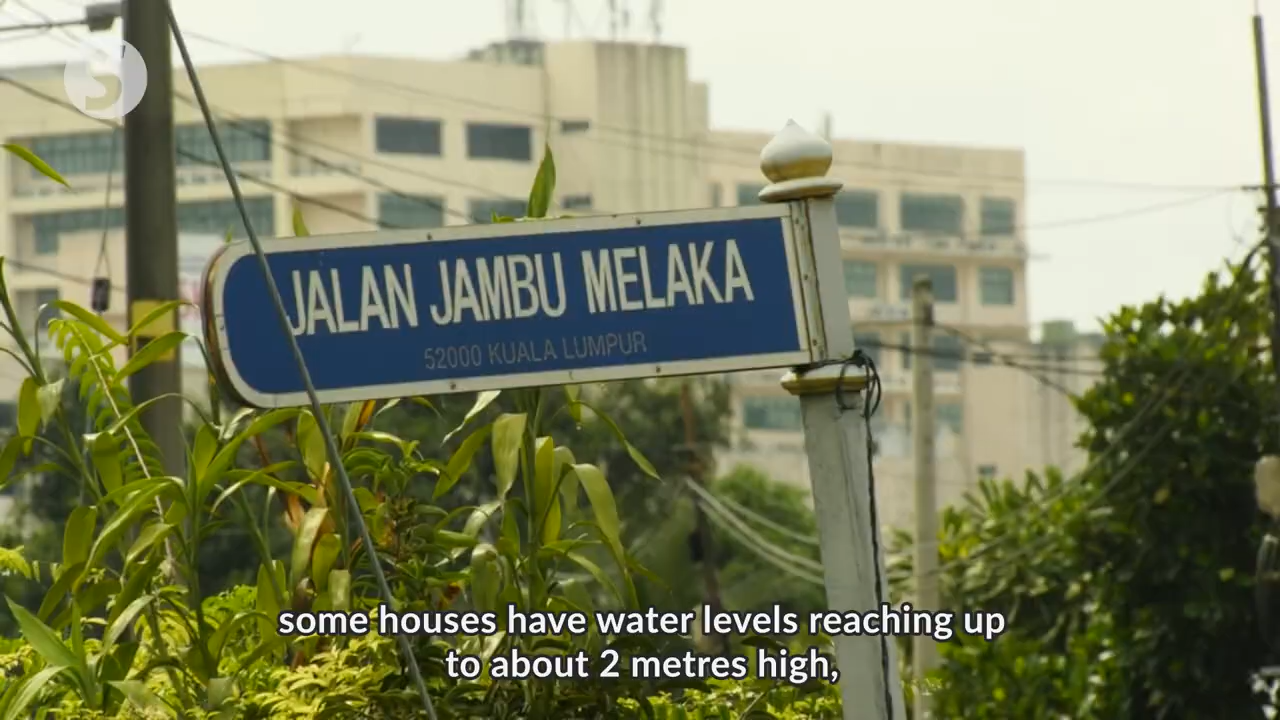 S
JALAN JAMBU MELAKA
52000 KUALA LUMPUR
some houses have water levels reaching up
to about 2 metres high,